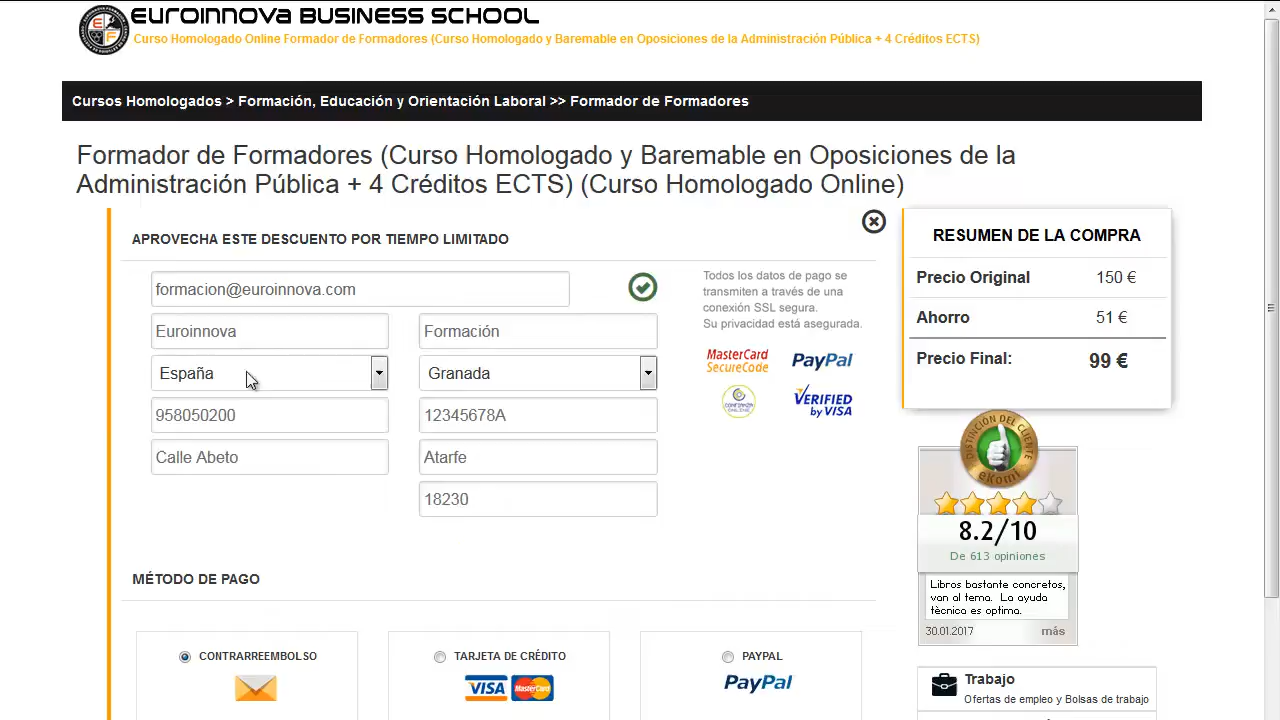 EUROINNOVA BUSINESS SCHOOL
Curso Homologado Online Formador de Formadores (Curso Homologado y Baremable en Oposiciones de la Administración Pública + 4 Créditos ECTS)
Cursos Homologados > Formación, Educación y Orientación Laboral >> Formador de Formadores
Formador de Formadores (Curso Homologado y Baremable en Oposiciones de la
Administración Pública + 4 Créditos ECTS) (Curso Homologado Online)
APROVECHA ESTE DESCUENTO POR TIEMPO LIMITADO
formacion@euroinnova.com
Euroinnova
Formación
España
Granada
958050200
12345678A
Calle Abeto
Atarfe
18230
Todos los datos de pago se
transmiten a través de una
conexión SSL segura.
Su privacidad está asegurada.
MasterCard
SecureCode
PayPal
CONFIANZA
ONLINE
VERIFIED
by VISA
RESUMEN DE LA COMPRA
Precio Original 150 €
Ahorro 51 €
Precio Final: 99 €
DISTINCIÓN DEL CLIENTE
eKomi
8.2/10
De 613 opiniones
Libros bastante concretos,
van al tema. La ayuda
tècnica es optima.
30.01.2017 más
Trabajo
Ofertas de empleo y Bolsas de trabajo
MÉTODO DE PAGO
CONTRARREEMBOLSO
TARJETA DE CRÉDITO
VISA
MasterCard
PAYPAL
PayPal